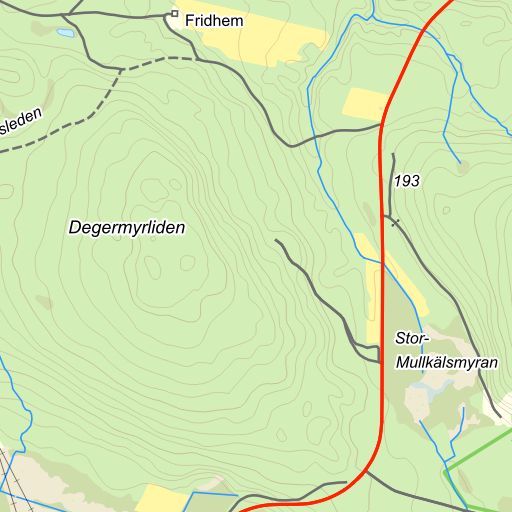 Fridhem
sleden
193
Degermyrliden
Stor-
Mullkälsmyran